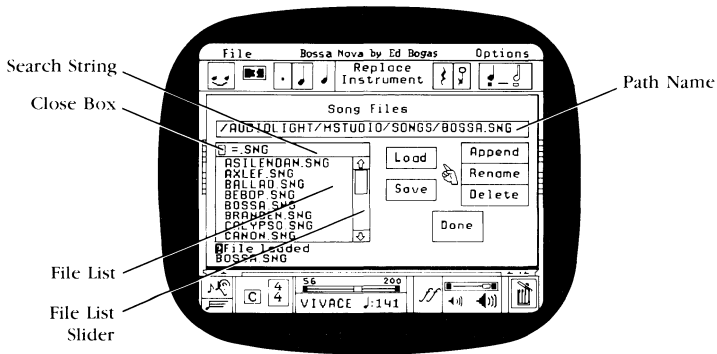 File Bossa Nova by Ed Bogas Options
Replace
Instrument
Search String
Close Box
Path Name
Song Files
/AUDIOLIGHT/MSTUDIO/SONGS/BOSSA.SNG
=.SNG
ASILENDAN.SNG
AXLEF.SNG
BALLAD.SNG
BEBOP.SNG
BOSSA.SNG
BRANDEN.SNG
CALYPSO.SNG
CANON.SNG
Load
Save
Append
Rename
Delete
Done
File loaded
BOSSA.SNG
File List
File List
Slider
C
4
4
56 200
VIVACE ♩:141
ff